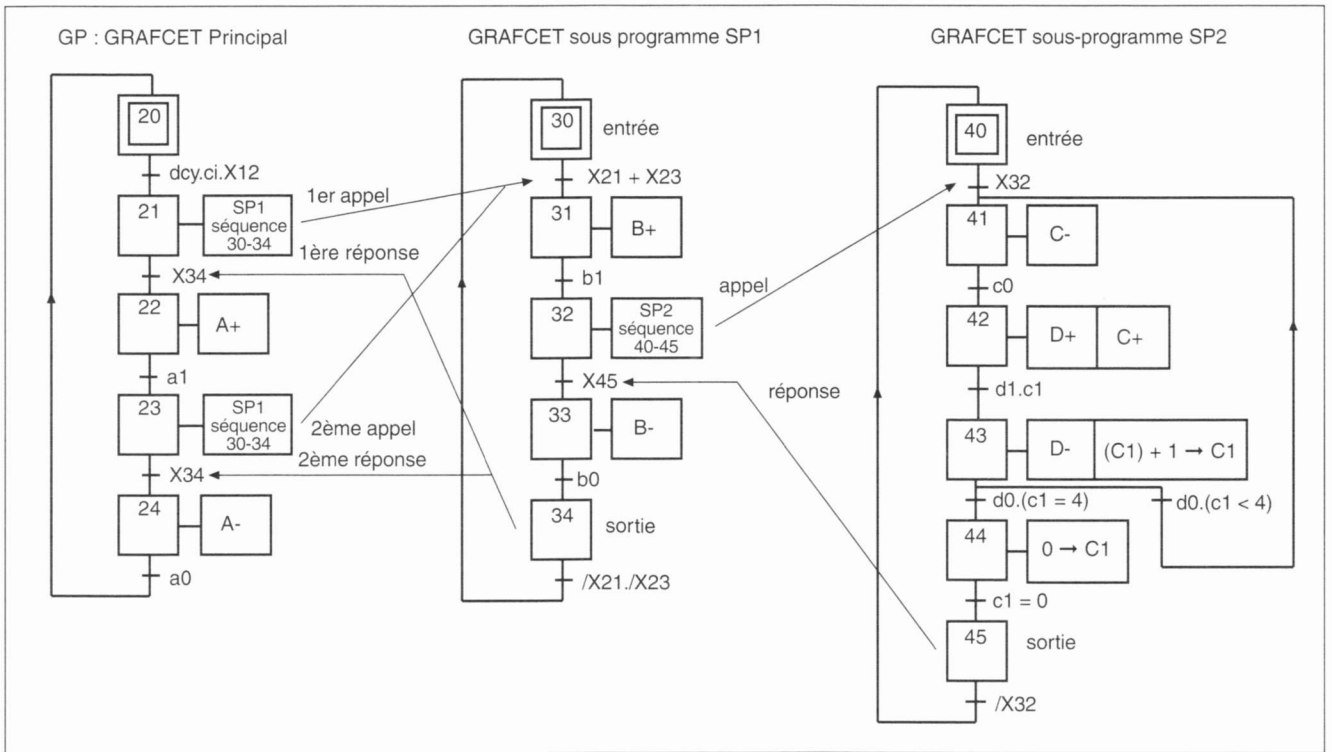 GP : GRAFCET Principal
20
dcy.ci.X12
21
SP1
séquence
30-34
X34
22
A+
a1
23
SP1
séquence
30-34
X34
24
A-
a0
1er appel
1ère réponse
2ème appel
2ème réponse
GRAFCET sous programme SP1
30
entrée
X21 + X23
31
B+
b1
32
SP2
séquence
40-45
X45
33
B-
b0
34
sortie
/X21./X23
appel
réponse
GRAFCET sous-programme SP2
40
entrée
X32
41
C-
c0
42
D+
C+
d1.c1
43
D-
(C1) + 1 → C1
d0.(c1 = 4)
d0.(c1 < 4)
44
0 → C1
c1 = 0
45
sortie
/X32